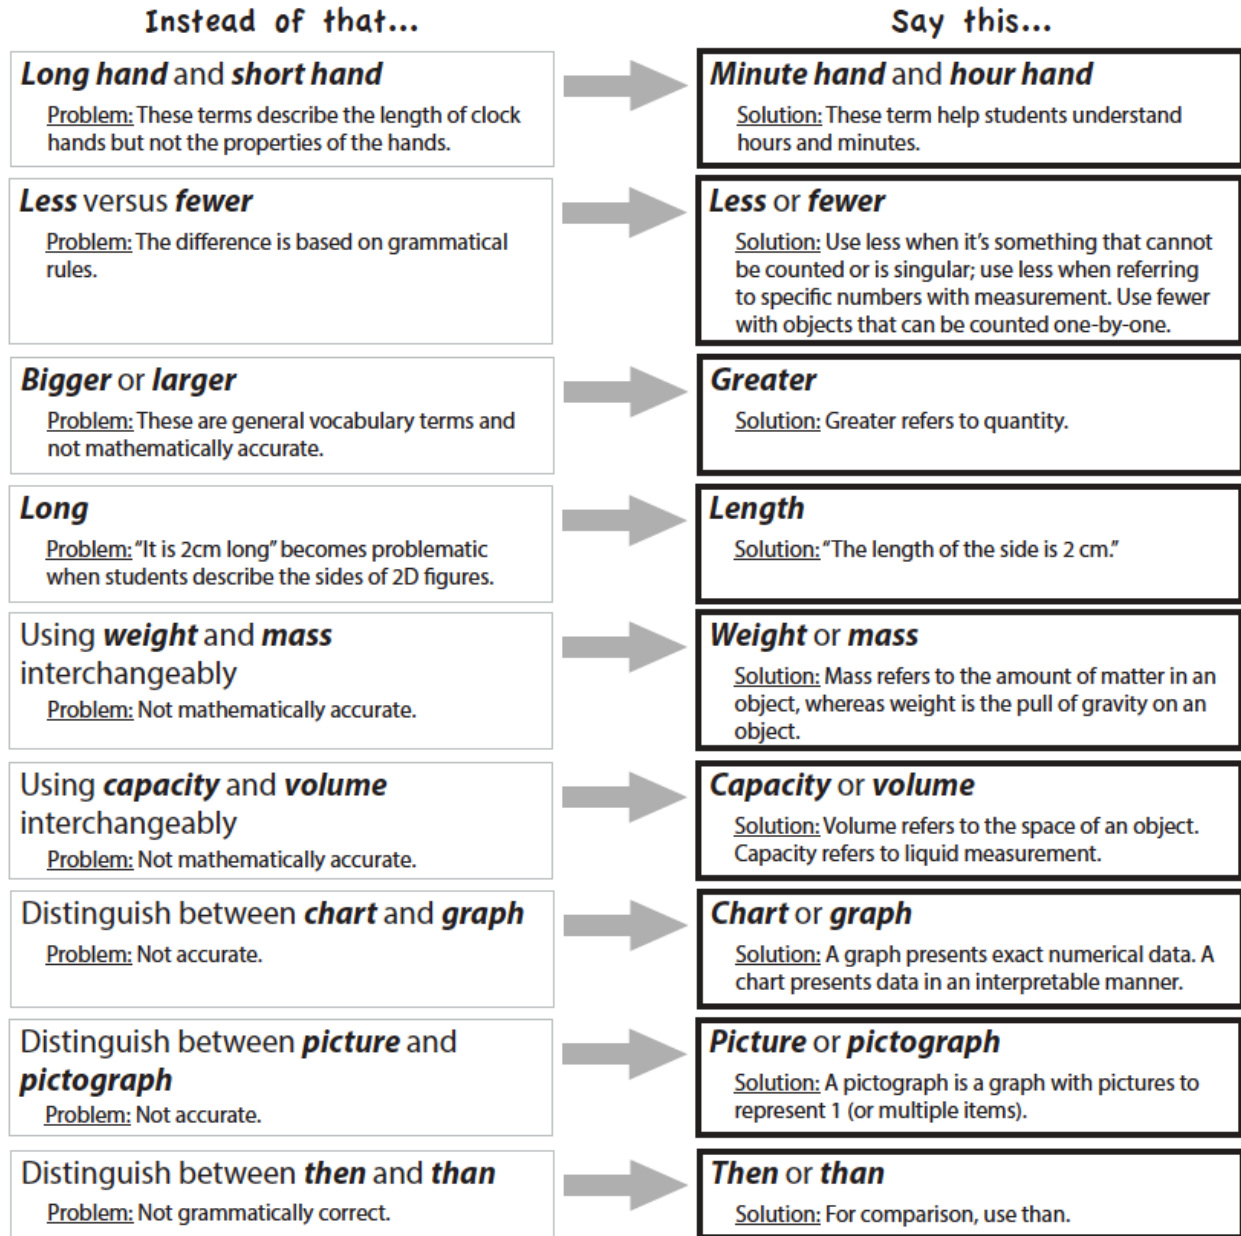 Instead of that...
Say this...
Long hand and short hand
Problem: These terms describe the length of clock
hands but not the properties of the hands.
Minute hand and hour hand
Solution: These term help students understand
hours and minutes.
Less versus fewer
Problem: The difference is based on grammatical
rules.
Less or fewer
Solution: Use less when it's something that cannot
be counted or is singular; use less when referring
to specific numbers with measurement. Use fewer
with objects that can be counted one-by-one.
Bigger or larger
Problem: These are general vocabulary terms and
not mathematically accurate.
Greater
Solution: Greater refers to quantity.
Long
Problem: "It is 2cm long" becomes problematic
when students describe the sides of 2D figures.
Length
Solution: "The length of the side is 2 cm."
Using weight and mass
interchangeably
Problem: Not mathematically accurate.
Weight or mass
Solution: Mass refers to the amount of matter in an
object, whereas weight is the pull of gravity on an
object.
Using capacity and volume
interchangeably
Problem: Not mathematically accurate.
Capacity or volume
Solution: Volume refers to the space of an object.
Capacity refers to liquid measurement.
Distinguish between chart and graph
Problem: Not accurate.
Chart or graph
Solution: A graph presents exact numerical data. A
chart presents data in an interpretable manner.
Distinguish between picture and
pictograph
Problem: Not accurate.
Picture or pictograph
Solution: A pictograph is a graph with pictures to
represent 1 (or multiple items).
Distinguish between then and than
Problem: Not grammatically correct.
Then or than
Solution: For comparison, use than.